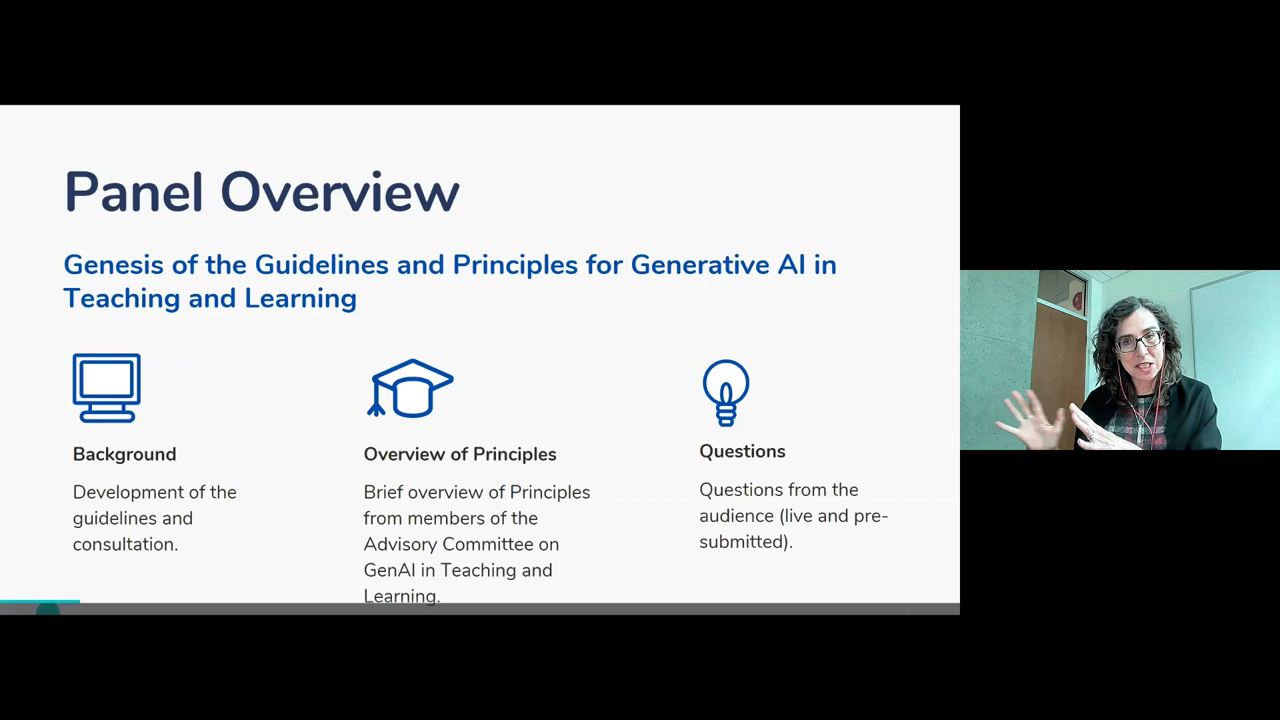 Panel Overview
Genesis of the Guidelines and Principles for Generative AI in
Teaching and Learning
Background
Development of the
guidelines and
consultation.
Overview of Principles
Brief overview of Principles
from members of the
Advisory Committee on
GenAI in Teaching and
Learning.
Questions
Questions from the
audience (live and pre-
submitted).